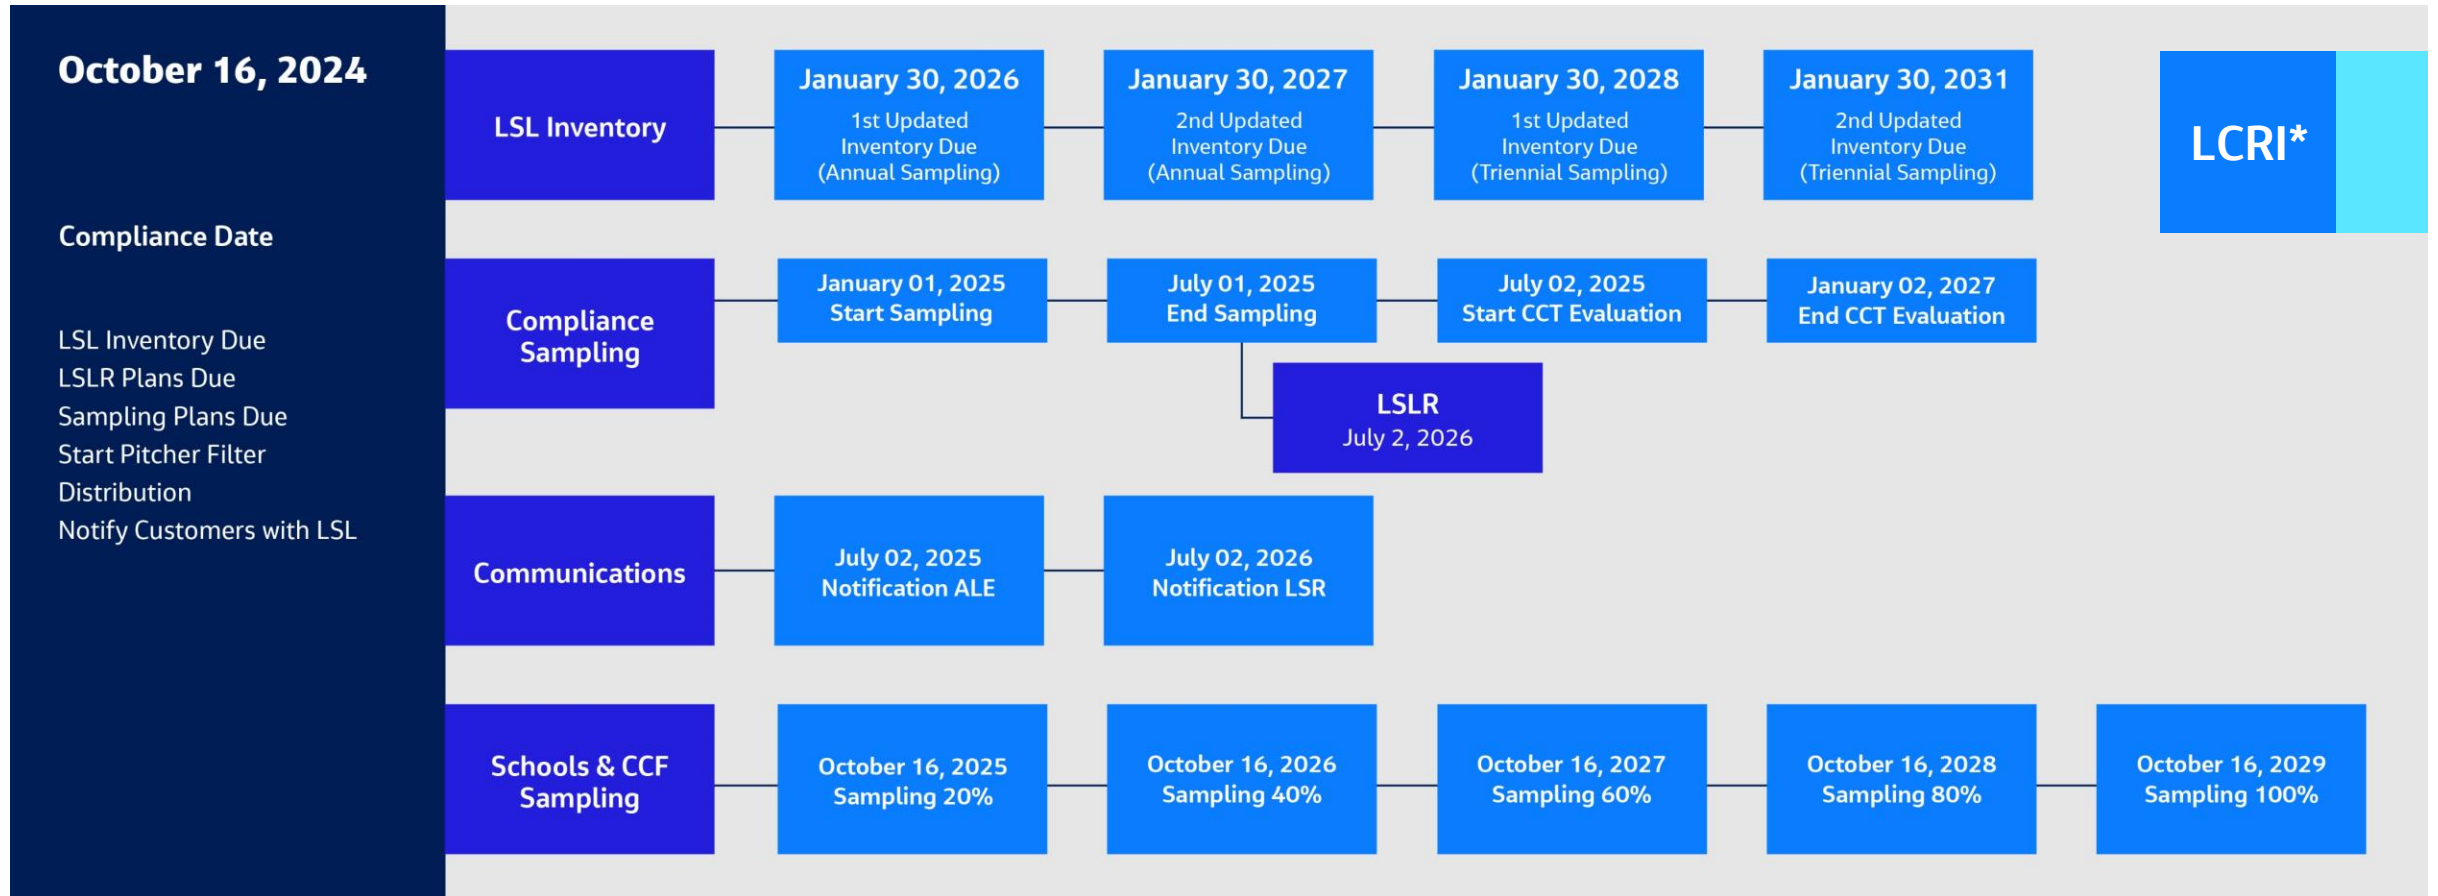 October 16, 2024
Compliance Date
LSL Inventory Due
LSLR Plans Due
Sampling Plans Due
Start Pitcher Filter
Distribution
Notify Customers with LSL
LSL Inventory
January 30, 2026
1st Updated
Inventory Due
(Annual Sampling)
January 30, 2027
2nd Updated
Inventory Due
(Annual Sampling)
January 30, 2028
1st Updated
Inventory Due
(Triennial Sampling)
January 30, 2031
2nd Updated
Inventory Due
(Triennial Sampling)
LCRI*
Compliance
Sampling
January 01, 2025
Start Sampling
July 01, 2025
End Sampling
July 02, 2025
Start CCT Evaluation
January 02, 2027
End CCT Evaluation
LSLR
July 2, 2026
Communications
July 02, 2025
Notification ALE
July 02, 2026
Notification LSR
Schools & CCF
Sampling
October 16, 2025
Sampling 20%
October 16, 2026
Sampling 40%
October 16, 2027
Sampling 60%
October 16, 2028
Sampling 80%
October 16, 2029
Sampling 100%